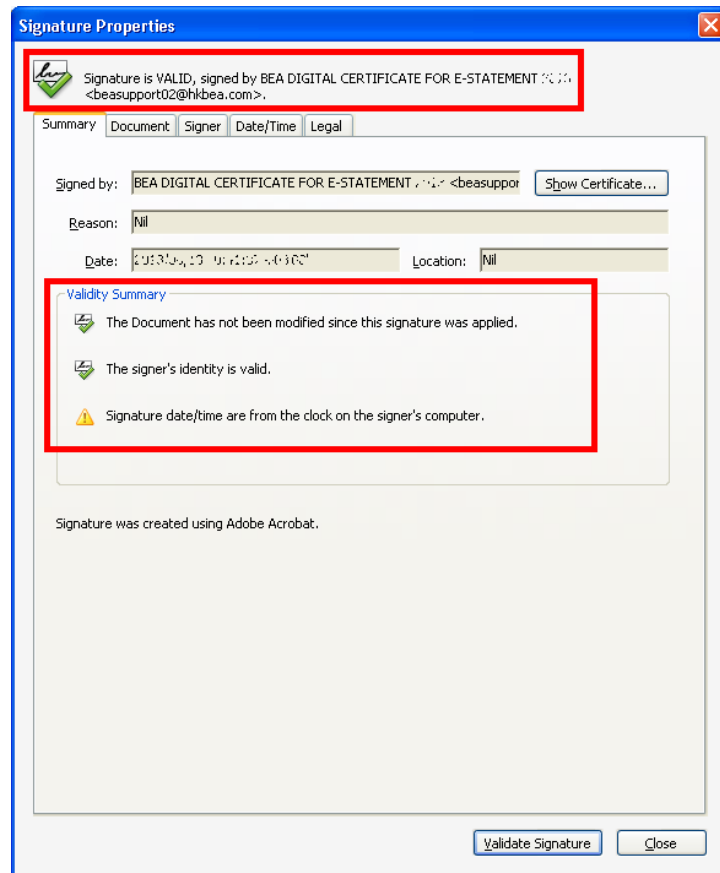 Signature Properties
Signature is VALID, signed by BEA DIGITAL CERTIFICATE FOR E-STATEMENT
<beasupport02@hkbea.com>.
Summary Document Signer Date/Time Legal
Signed by: BEA DIGITAL CERTIFICATE FOR E-STATEMENT <beasuppor Show Certificate...
Reason: Nil
Date: Location: Nil
Validity Summary
The Document has not been modified since this signature was applied.
The signer's identity is valid.
Signature date/time are from the clock on the signer's computer.
Signature was created using Adobe Acrobat.
Validate Signature Close